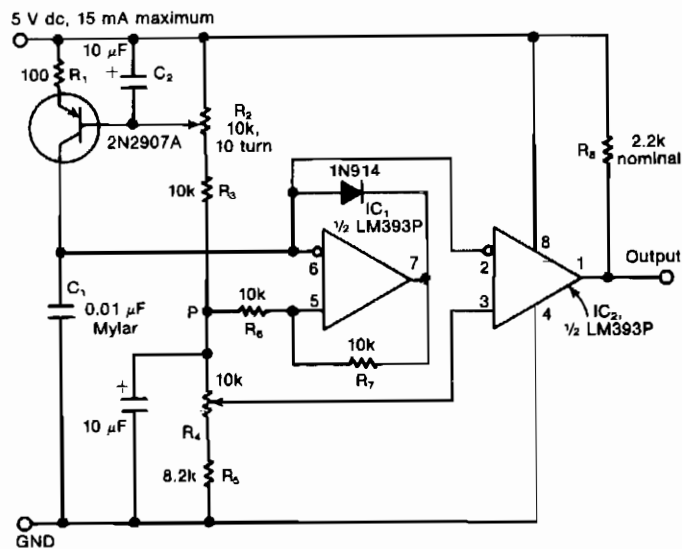 5 V dc, 15 mA maximum
10 µF
+
C2
100
R1
2N2907A
R2
10k,
10 turn
10k
R3
1N914
IC1
½ LM393P
6
5
7
2.2k
nominal
R8
8
2
1
3
4
Output
IC2,
½ LM393P
C1
0.01 µF
Mylar
P
10k
R6
10k
R7
+
10 µF
10k
R4
8.2k
R5
GND